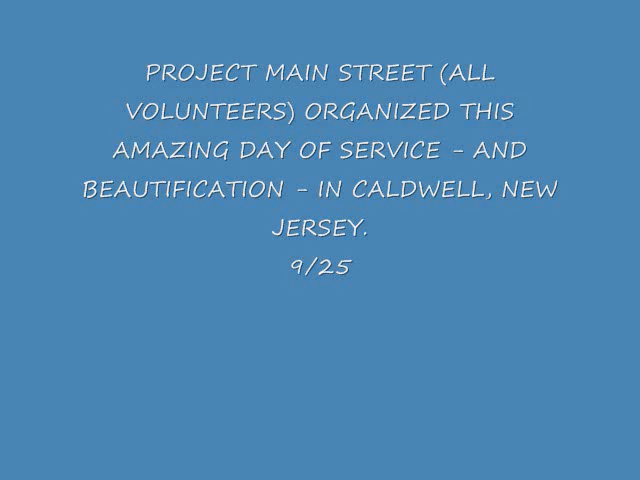 PROJECT MAIN STREET (ALL
VOLUNTEERS) ORGANIZED THIS
AMAZING DAY OF SERVICE - AND
BEAUTIFICATION - IN CALDWELL, NEW
JERSEY.
9/25